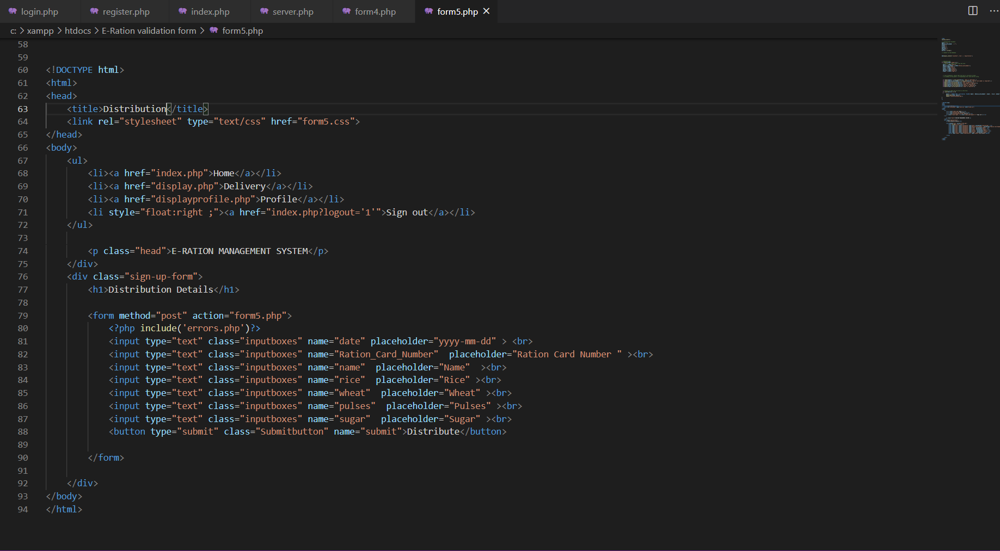 login.php register.php index.php server.php form4.php form5.php
c: > xampp > htdocs > E-Ration validation form > form5.php
58
59
60 <!DOCTYPE html>
61 <html>
62 <head>
63 <title>Distribution</title>
64 <link rel="stylesheet" type="text/css" href="form5.css">
65 </head>
66 <body>
67 <ul>
68 <li><a href="index.php">Home</a></li>
69 <li><a href="display.php">Delivery</a></li>
70 <li><a href="displayprofile.php">Profile</a></li>
71 <li style="float:right ;"><a href="index.php?logout='1'">Sign out</a></li>
72 </ul>
73
74 <p class="head">E-RATION MANAGEMENT SYSTEM</p>
75 </div>
76 <div class="sign-up-form">
77 <h1>Distribution Details</h1>
78
79 <form method="post" action="form5.php">
80 <?php include('errors.php')?>
81 <input type="text" class="inputboxes" name="date" placeholder="yyyy-mm-dd" > <br>
82 <input type="text" class="inputboxes" name="Ration_Card_Number"  placeholder="Ration Card Number " ><br>
83 <input type="text" class="inputboxes" name="name"  placeholder="Name"  ><br>
84 <input type="text" class="inputboxes" name="rice"  placeholder="Rice" ><br>
85 <input type="text" class="inputboxes" name="wheat"  placeholder="Wheat" ><br>
86 <input type="text" class="inputboxes" name="pulses"  placeholder="Pulses" ><br>
87 <input type="text" class="inputboxes" name="sugar"  placeholder="Sugar" ><br>
88 <button type="submit" class="Submitbutton" name="submit">Distribute</button>
89
90 </form>
91
92 </div>
93 </body>
94 </html>